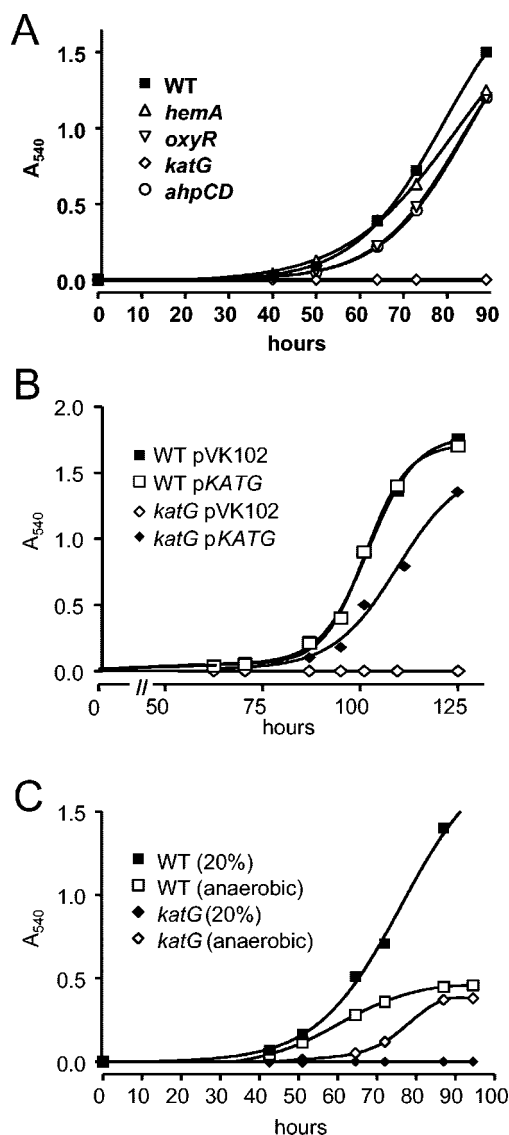 A
1.5
1.0
0.5
0.0
A540
WT
hemA
oxyR
katG
ahpCD
0 10 20 30 40 50 60 70 80 90
hours
B
2.0
1.5
1.0
0.5
0.0
A540
WT pVK102
WT pKATG
katG pVK102
katG pKATG
0 // 50 75 100 125
hours
C
1.5
1.0
0.5
0.0
A540
WT (20%)
WT (anaerobic)
katG (20%)
katG (anaerobic)
0 10 20 30 40 50 60 70 80 90 100
hours